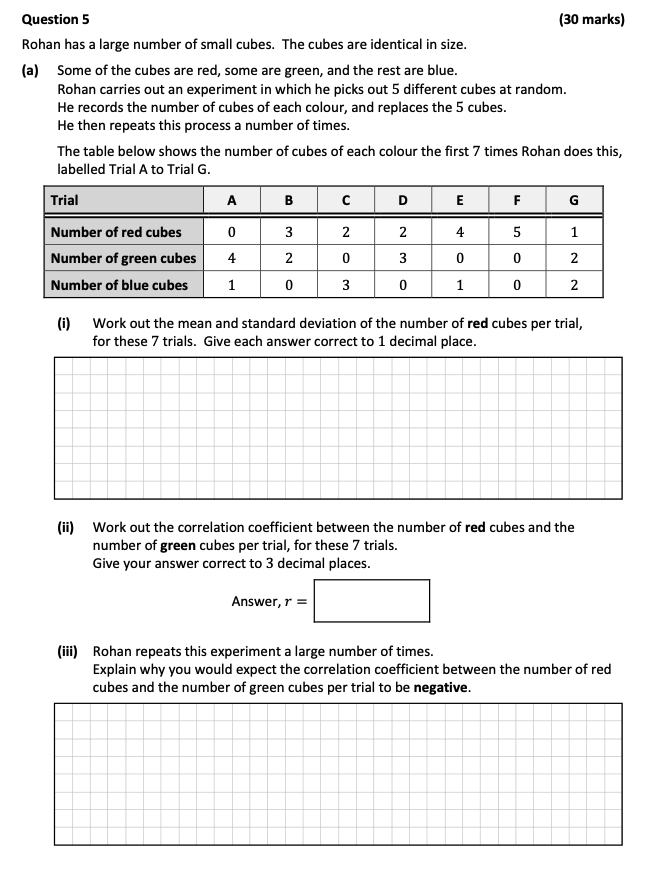 Question 5 (30 marks)
Rohan has a large number of small cubes. The cubes are identical in size.
(a) Some of the cubes are red, some are green, and the rest are blue.
Rohan carries out an experiment in which he picks out 5 different cubes at random.
He records the number of cubes of each colour, and replaces the 5 cubes.
He then repeats this process a number of times.
The table below shows the number of cubes of each colour the first 7 times Rohan does this,
labelled Trial A to Trial G.
Trial A B C D E F G
Number of red cubes 0 3 2 2 4 5 1
Number of green cubes 4 2 0 3 0 0 2
Number of blue cubes 1 0 3 0 1 0 2
(i) Work out the mean and standard deviation of the number of red cubes per trial,
for these 7 trials. Give each answer correct to 1 decimal place.
(ii) Work out the correlation coefficient between the number of red cubes and the
number of green cubes per trial, for these 7 trials.
Give your answer correct to 3 decimal places.
Answer, r =
(iii) Rohan repeats this experiment a large number of times.
Explain why you would expect the correlation coefficient between the number of red
cubes and the number of green cubes per trial to be negative.